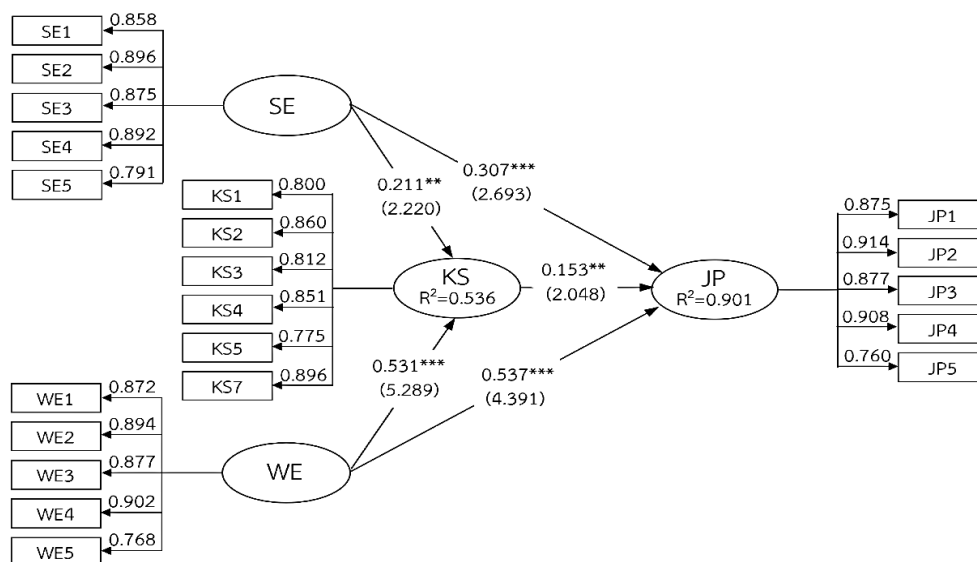 0.858
SE1
0.896
SE2
0.875
SE3
0.892
SE4
0.791
SE5
SE
0.307***
(2.693)
0.211**
(2.220)
0.800
KS1
0.860
KS2
0.812
KS3
0.851
KS4
0.775
KS5
0.896
KS7
KS
R²=0.536
0.153**
(2.048)
JP
R²=0.901
0.875
JP1
0.914
JP2
0.877
JP3
0.908
JP4
0.760
JP5
0.531***
(5.289)
0.537***
(4.391)
0.872
WE1
0.894
WE2
0.877
WE3
0.902
WE4
0.768
WE5
WE